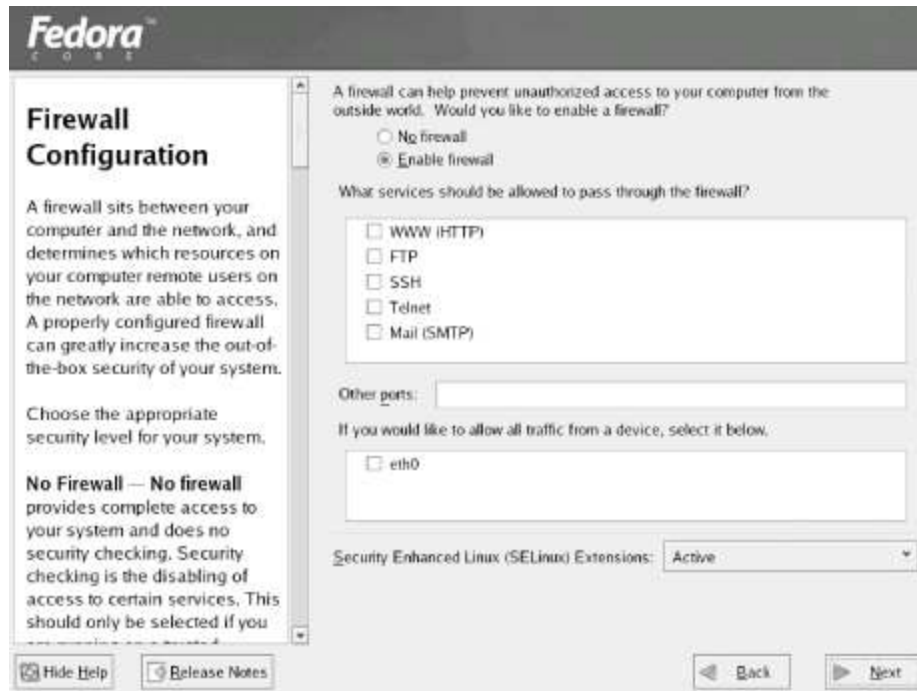 Fedora
CORE
Firewall
Configuration
A firewall sits between your
computer and the network, and
determines which resources on
your computer remote users on
the network are able to access.
A properly configured firewall
can greatly increase the out-of-
the-box security of your system.
Choose the appropriate
security level for your system.
No Firewall — No firewall
provides complete access to
your system and does no
security checking. Security
checking is the disabling of
access to certain services. This
should only be selected if you
A firewall can help prevent unauthorized access to your computer from the
outside world. Would you like to enable a firewall?
No firewall
Enable firewall
What services should be allowed to pass through the firewall?
WWW (HTTP)
FTP
SSH
Telnet
Mail (SMTP)
Other ports:
If you would like to allow all traffic from a device, select it below.
eth0
Security Enhanced Linux (SELinux) Extensions: Active
Hide Help
Release Notes
Back
Next